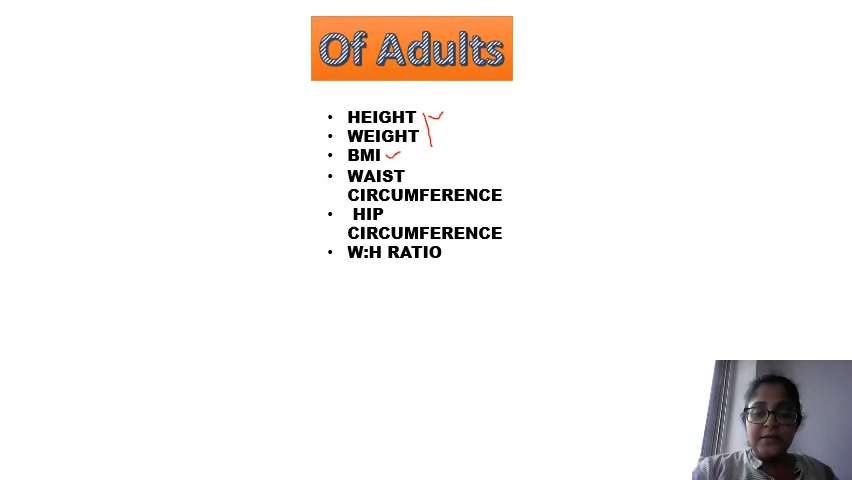 Of Adults
• HEIGHT
• WEIGHT
• BMI
• WAIST
CIRCUMFERENCE
• HIP
CIRCUMFERENCE
• W:H RATIO